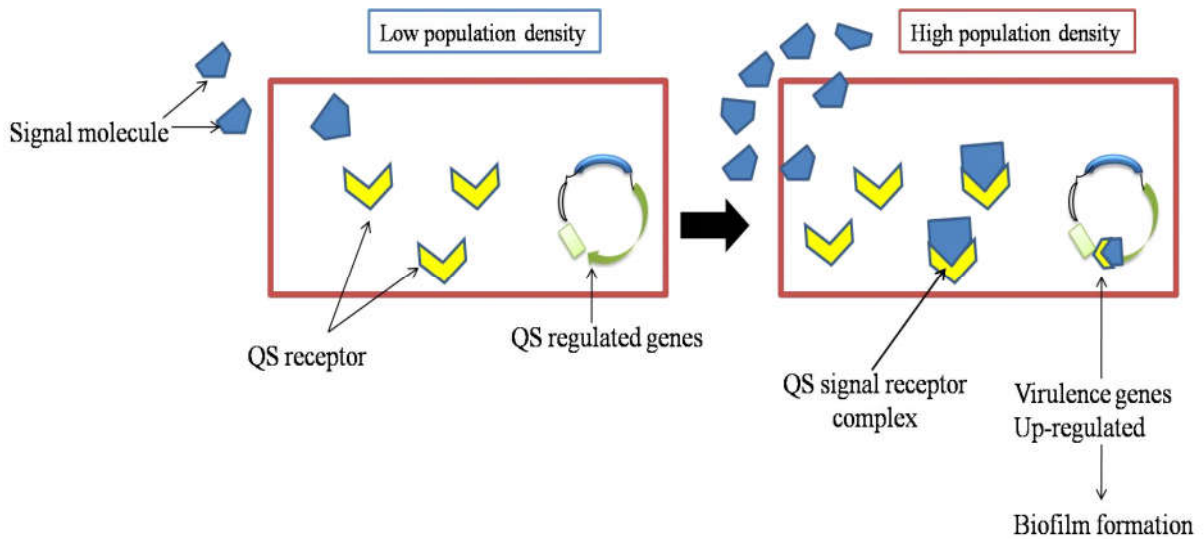 Low population density
High population density
Signal molecule
QS receptor
QS regulated genes
QS signal receptor
complex
Virulence genes
Up-regulated
Biofilm formation